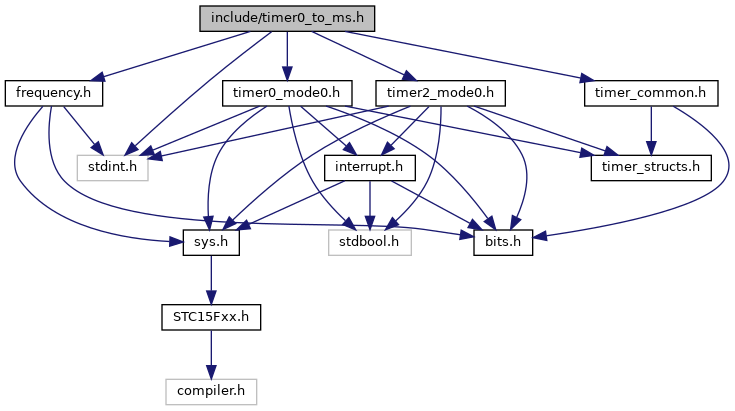 include/timer0_to_ms.h
frequency.h
timer0_mode0.h
timer2_mode0.h
timer_common.h
stdint.h
interrupt.h
timer_structs.h
sys.h
stdbool.h
bits.h
STC15Fxx.h
compiler.h